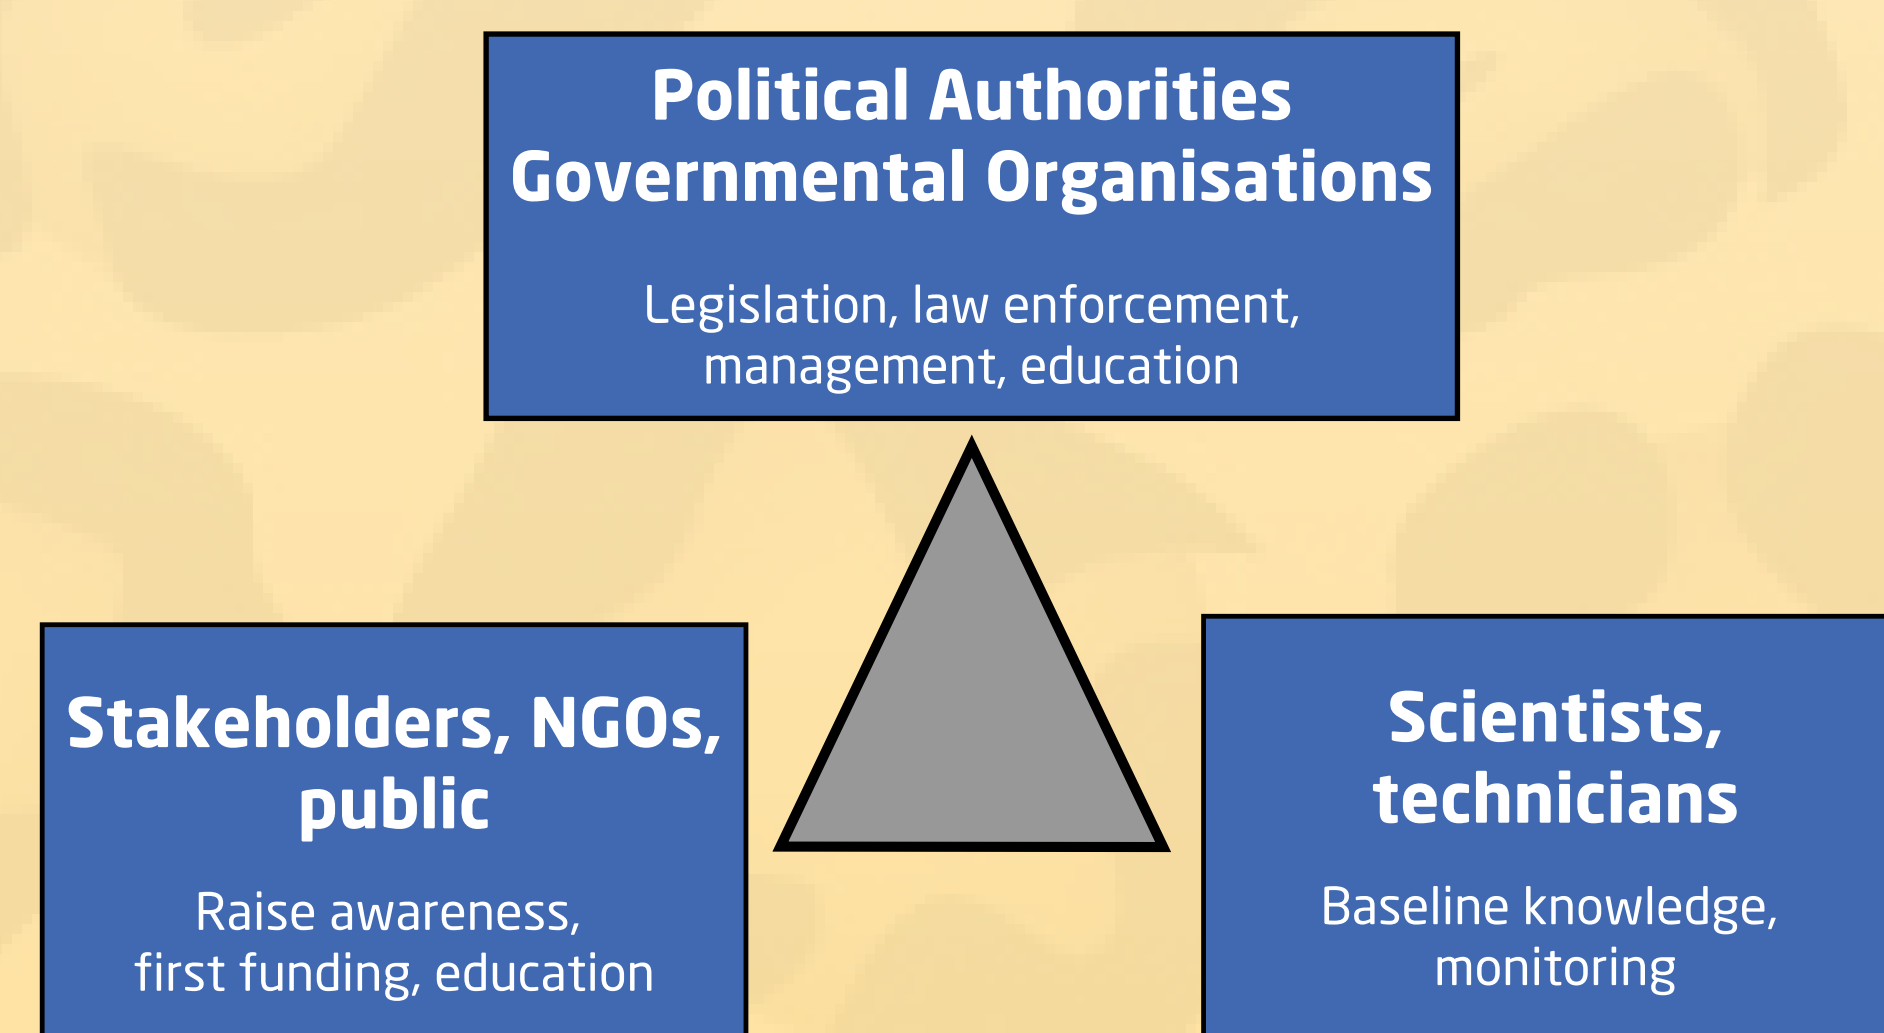 Political Authorities
Governmental Organisations
Legislation, law enforcement,
management, education
Stakeholders, NGOs,
public
Raise awareness,
first funding, education
Scientists,
technicians
Baseline knowledge,
monitoring